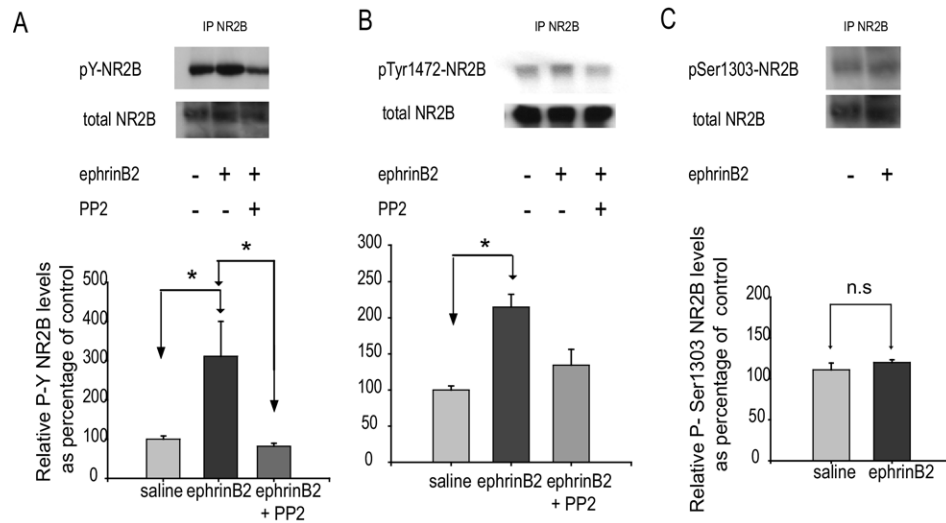 A
IP NR2B
pY-NR2B
total NR2B
ephrinB2 - + +
PP2 - - +
Relative P-Y NR2B levels
as percentage of control
500
400
300
200
100
0
*
*
saline ephrinB2 ephrinB2
+ PP2
B
IP NR2B
pTyr1472-NR2B
total NR2B
ephrinB2 - + +
PP2 - - +
300
250
200
150
100
50
0
*
saline ephrinB2 ephrinB2
+ PP2
C
IP NR2B
pSer1303-NR2B
total NR2B
ephrinB2 - +
Relative P- Ser1303 NR2B levels
as percentage of control
200
150
100
50
0
n.s
saline ephrinB2